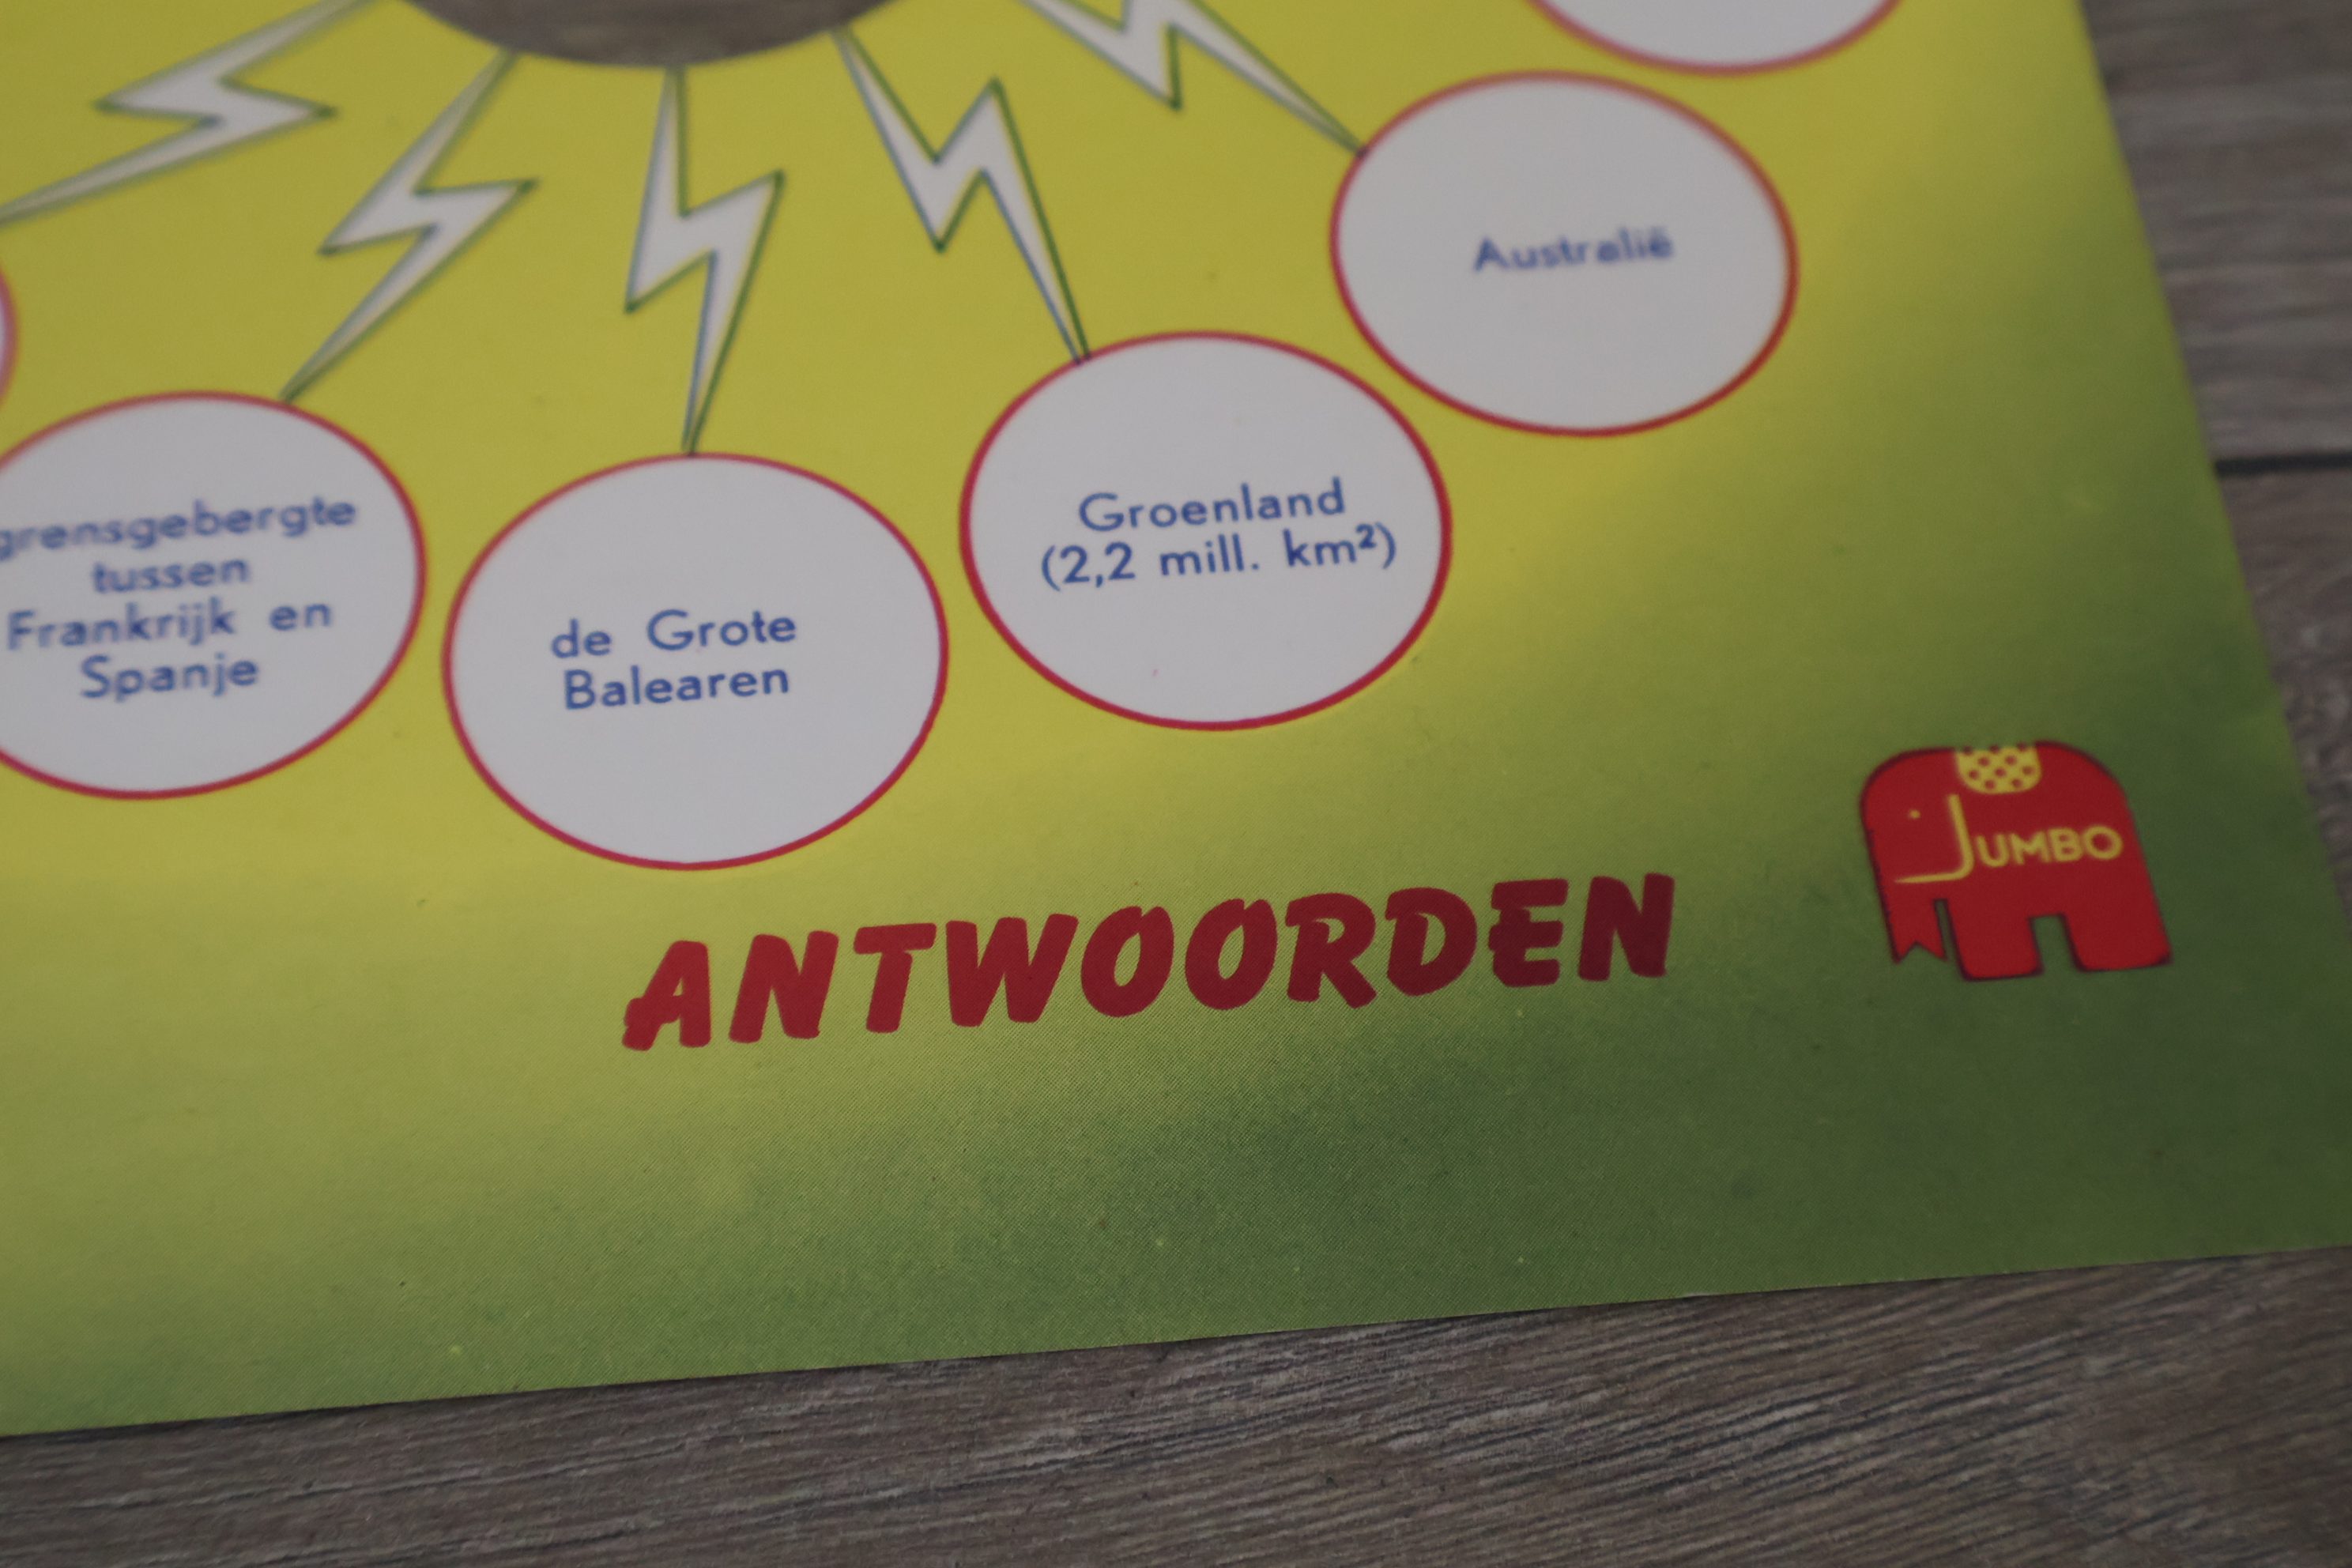 Australië
Groenland
(2,2 mill. km²)
grensgebergte
tussen
Frankrijk en
Spanje
de Grote
Balearen
JUMBO
ANTWOORDEN